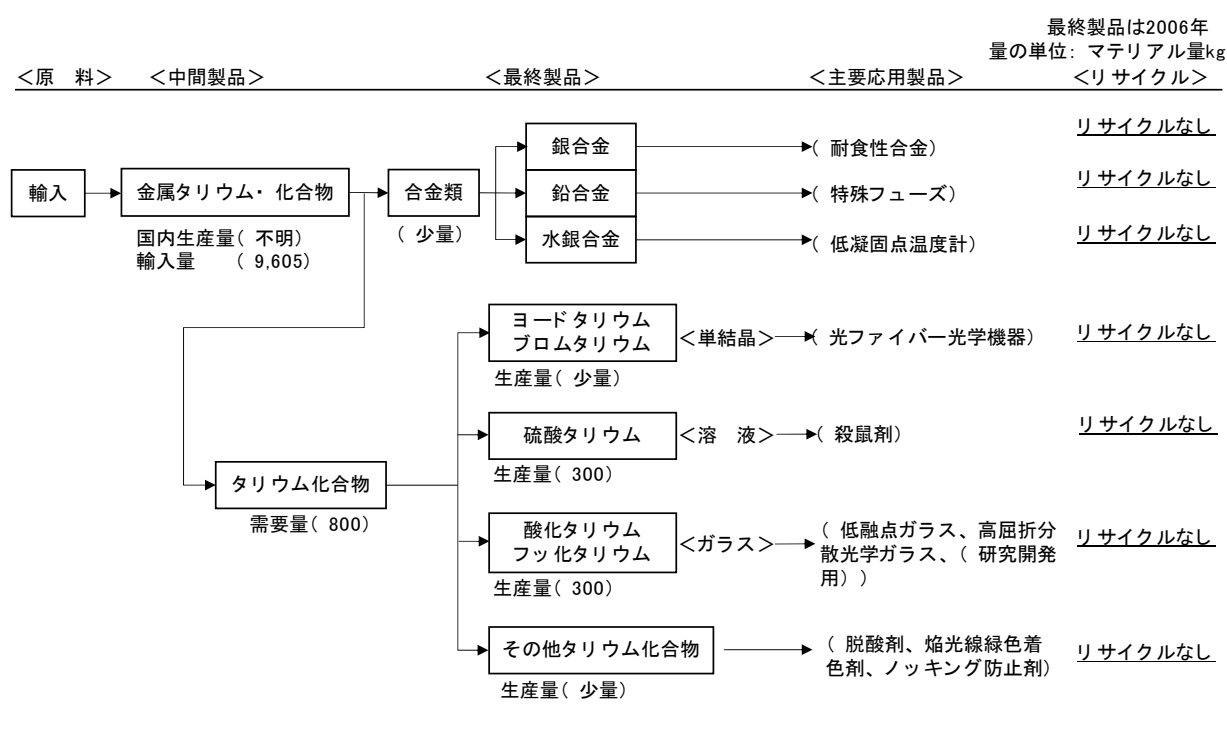 最終製品は2006年
量の単位: マテリアル量kg
＜原　料＞　＜中間製品＞　＜最終製品＞　＜主要応用製品＞　＜リサイクル＞
リサイクルなし
銀合金
( 耐食性合金)
輸入
金属タリウム・化合物
合金類
鉛合金
( 特殊フューズ)
リサイクルなし
国内生産量( 不明)
輸入量　( 9,605)
( 少量)
水銀合金
( 低凝固点温度計)
リサイクルなし
ヨードタリウム
ブロムタリウム
＜単結晶＞
( 光ファイバー光学機器)
リサイクルなし
生産量( 少量)
硫酸タリウム
＜溶　液＞
( 殺鼠剤)
リサイクルなし
生産量( 300)
タリウム化合物
需要量( 800)
酸化タリウム
フッ化タリウム
＜ガラス＞
( 低融点ガラス、高屈折分
散光学ガラス、( 研究開発
用) )
リサイクルなし
生産量( 300)
その他タリウム化合物
( 脱酸剤、焔光線緑色着
色剤、ノッキング防止剤)
リサイクルなし
生産量( 少量)